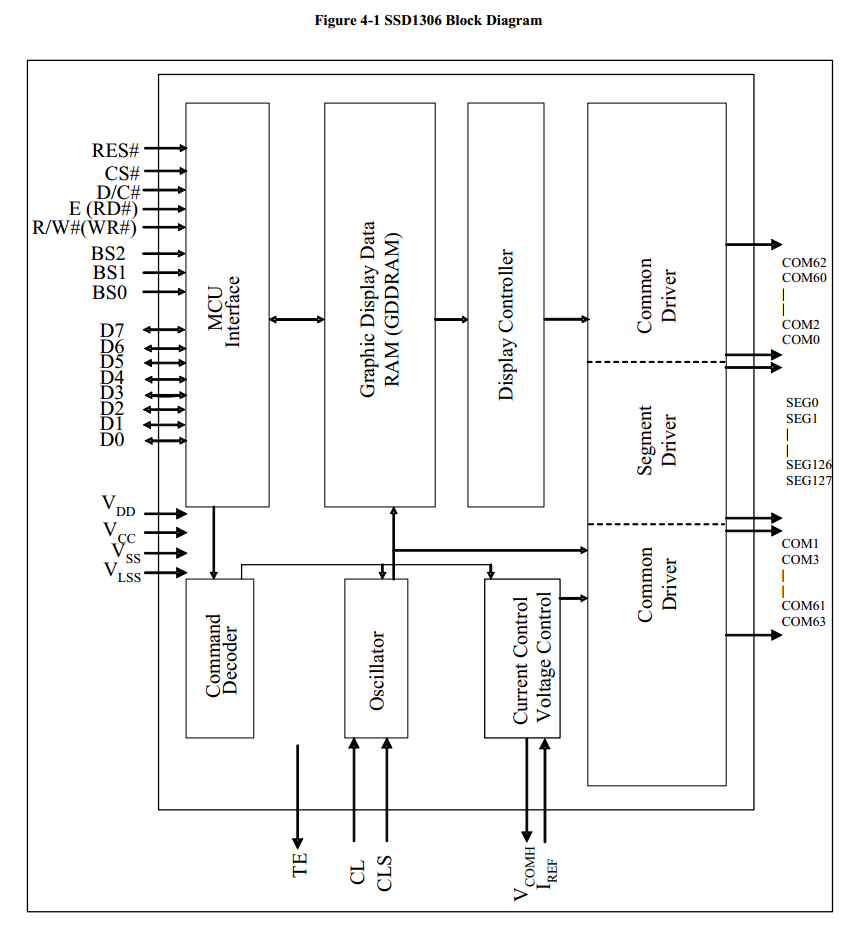 Figure 4-1 SSD1306 Block Diagram
RES#
CS#
D/C#
E (RD#)
R/W#(WR#)
BS2
BS1
BS0
D7
D6
D5
D4
D3
D2
D1
D0
VDD
VCC
VSS
VLSS
MCU
Interface
Graphic Display Data
RAM (GDDRAM)
Display Controller
Common
Driver
Segment
Driver
Common
Driver
Command
Decoder
Oscillator
Current Control
Voltage Control
COM62
COM60
COM2
COM0
SEG0
SEG1
SEG126
SEG127
COM1
COM3
COM61
COM63
TE
CL
CLS
VCOMH
IREF